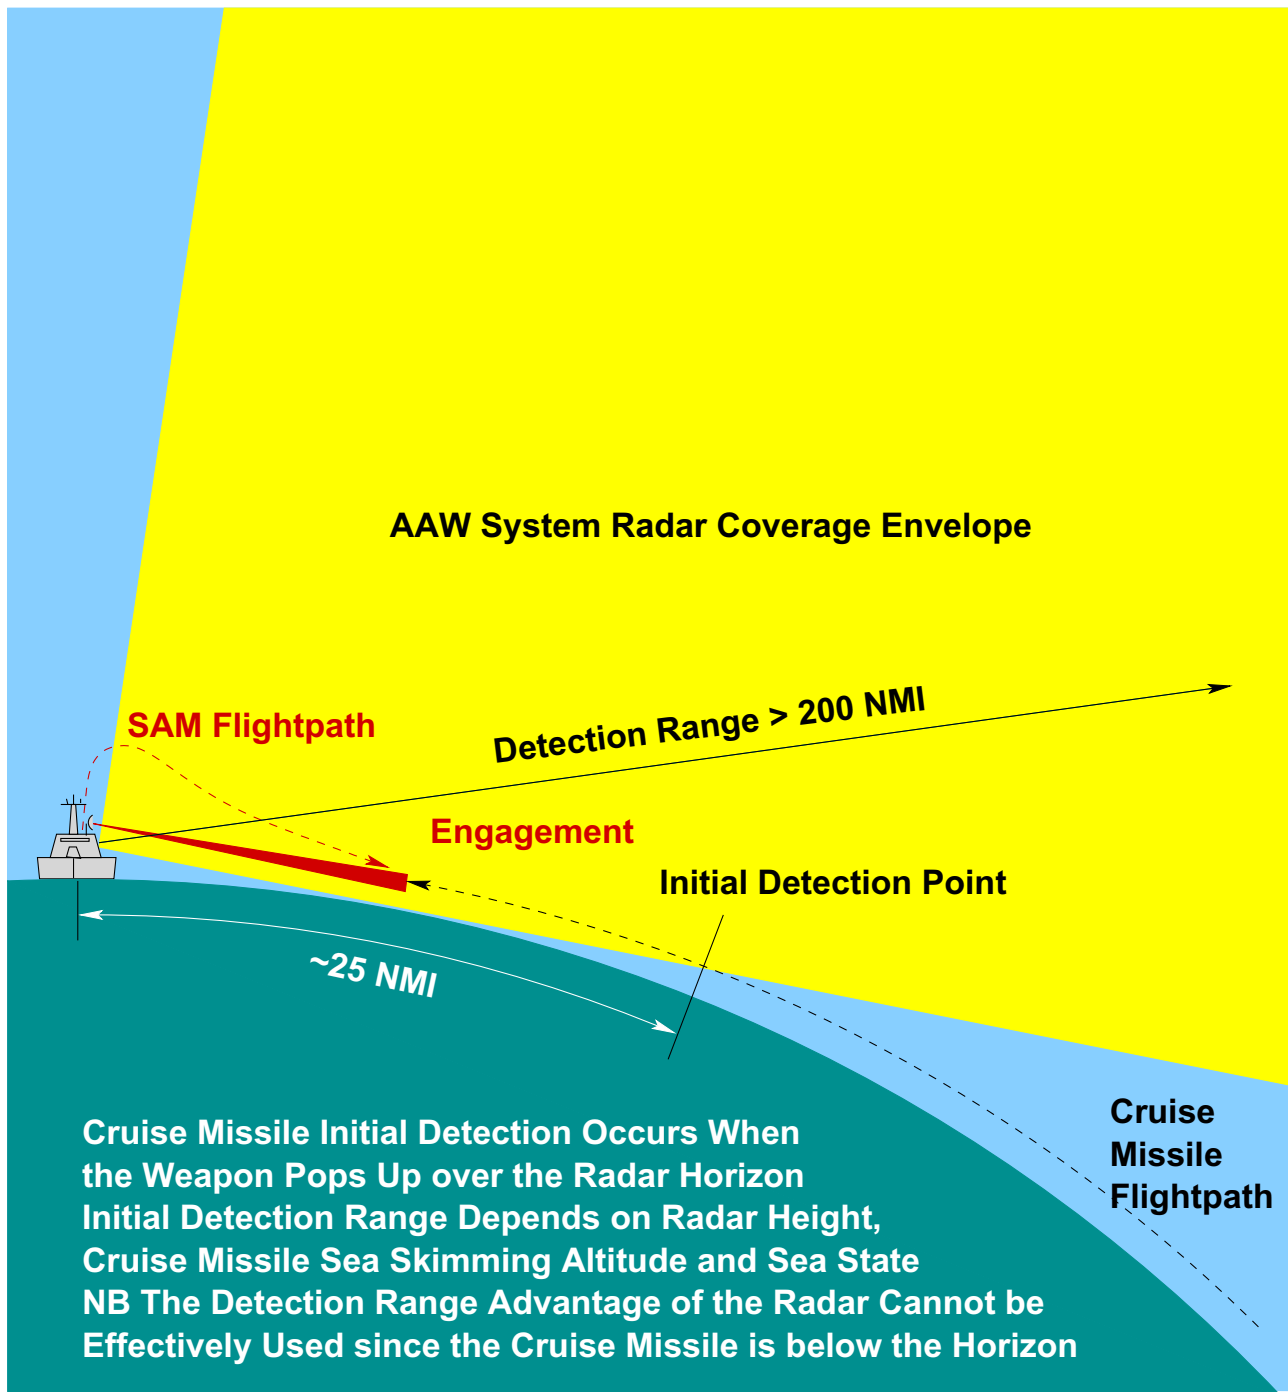 AAW System Radar Coverage Envelope
Detection Range > 200 NMI
SAM Flightpath
Engagement
Initial Detection Point
~25 NMI
Cruise
Missile
Flightpath
Cruise Missile Initial Detection Occurs When
the Weapon Pops Up over the Radar Horizon
Initial Detection Range Depends on Radar Height,
Cruise Missile Sea Skimming Altitude and Sea State
NB The Detection Range Advantage of the Radar Cannot be
Effectively Used since the Cruise Missile is below the Horizon